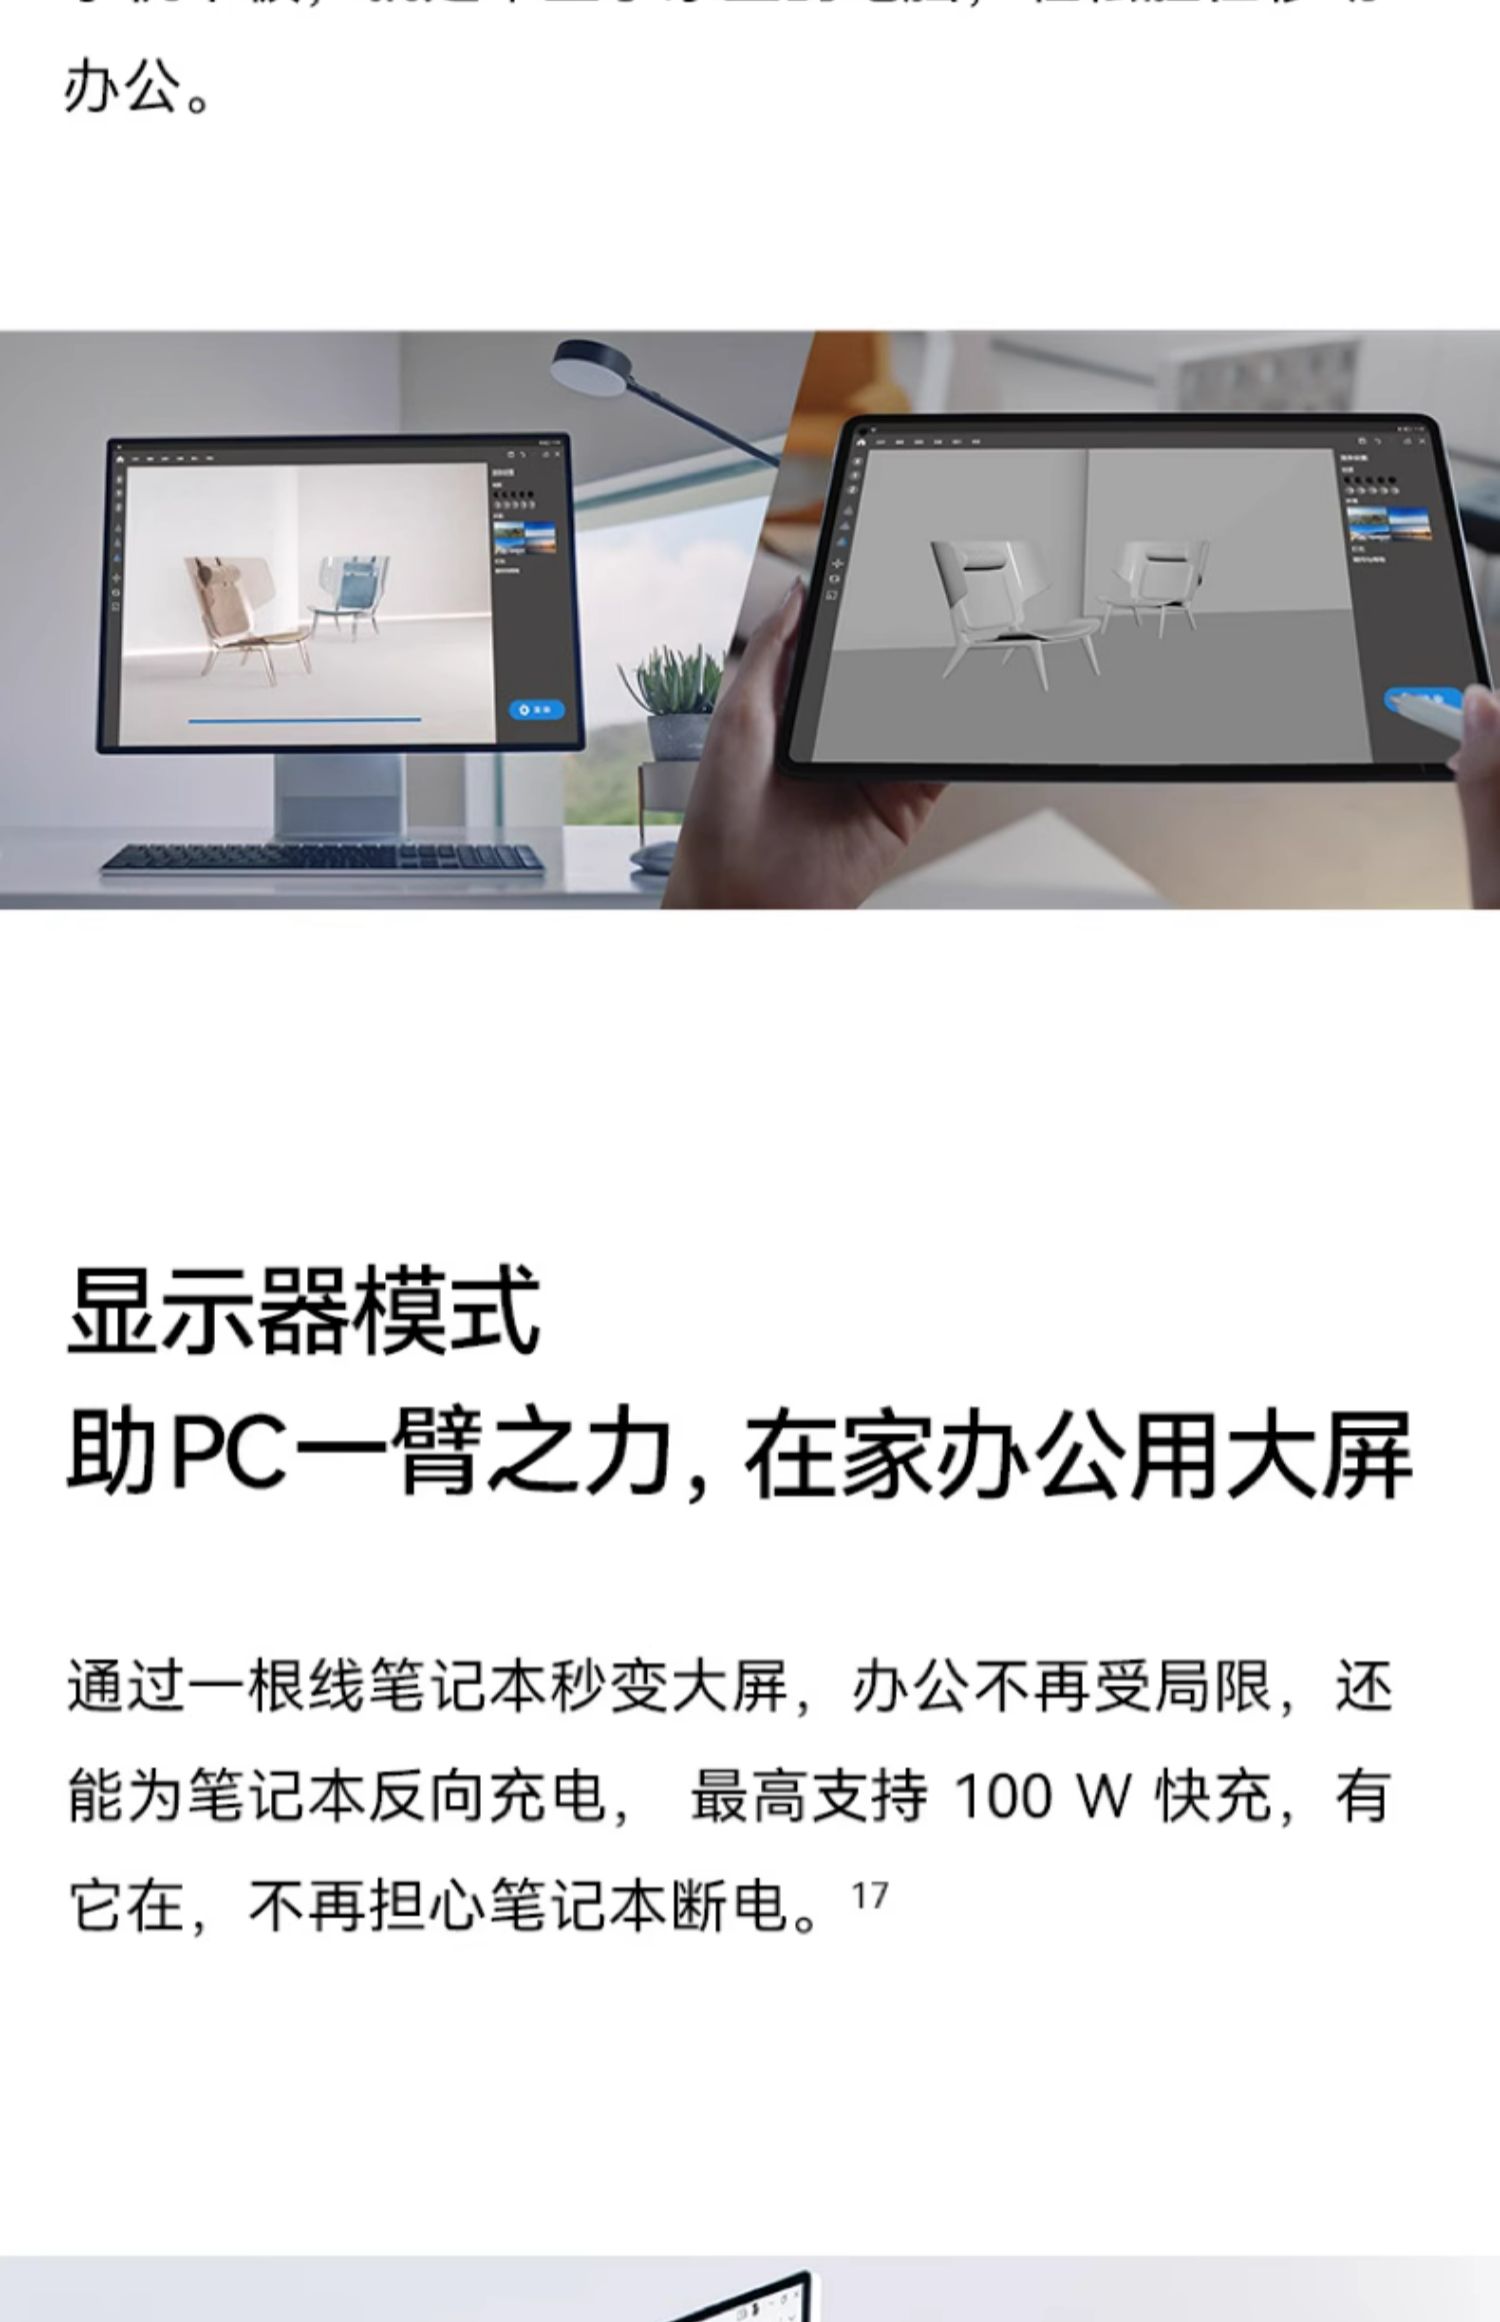 办公。
显示器模式
助PC一臂之力，在家办公用大屏
通过一根线笔记本秒变大屏，办公不再受局限，还
能为笔记本反向充电， 最高支持 100 W 快充，有
它在，不再担心笔记本断电。17